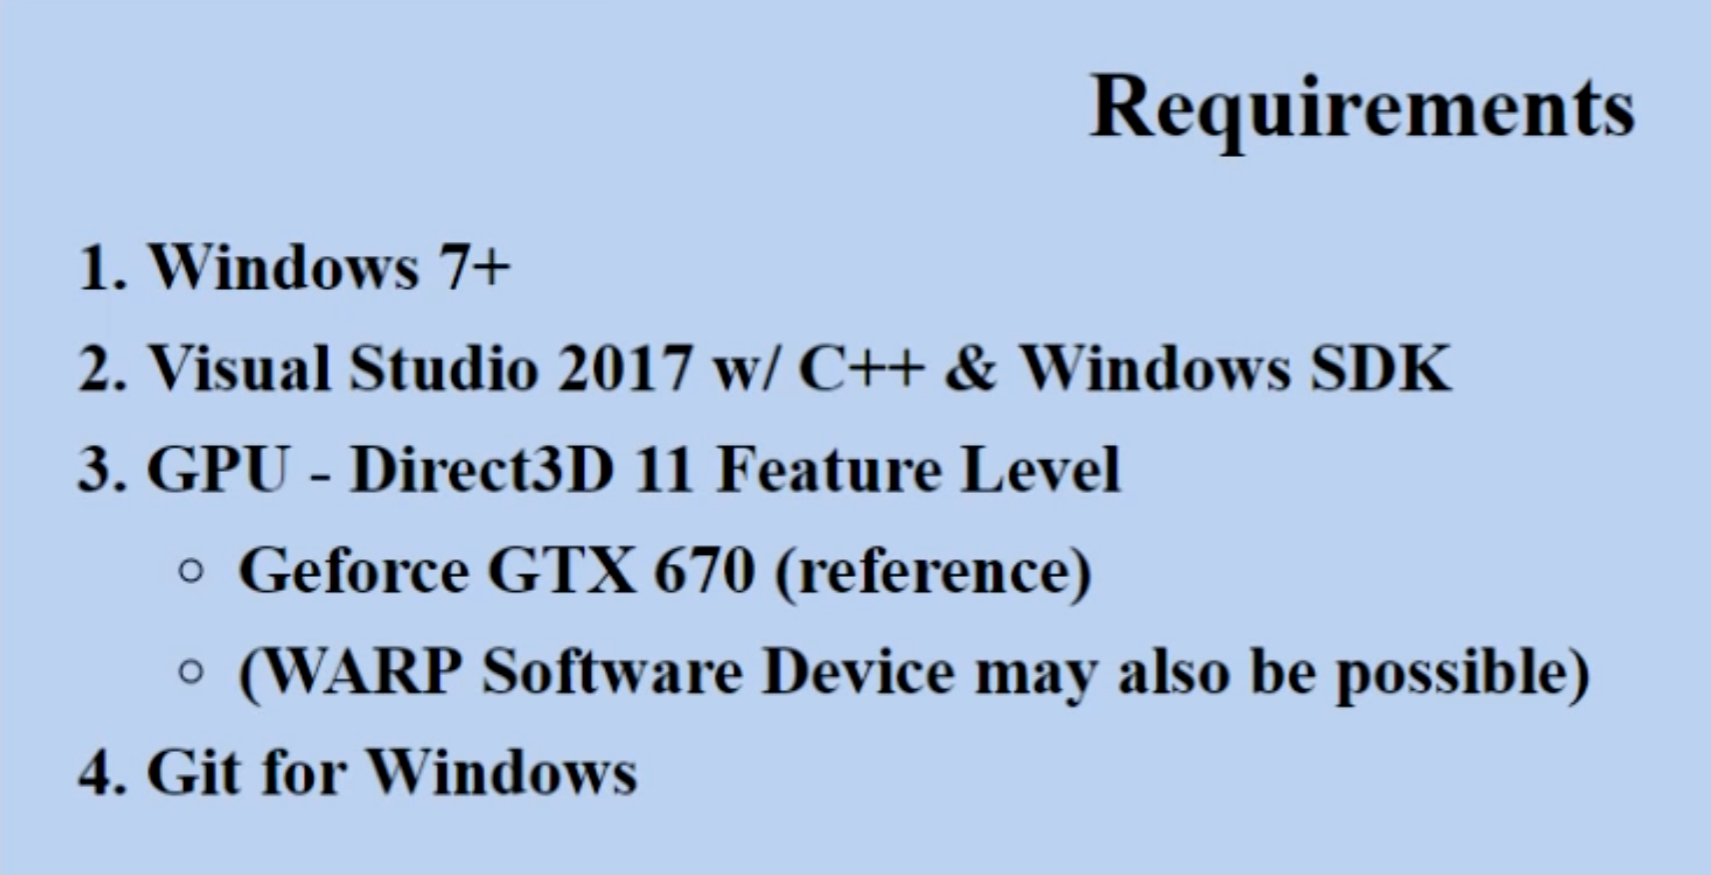 Requirements
1. Windows 7+
2. Visual Studio 2017 w/ C++ & Windows SDK
3. GPU - Direct3D 11 Feature Level
○ Geforce GTX 670 (reference)
○ (WARP Software Device may also be possible)
4. Git for Windows